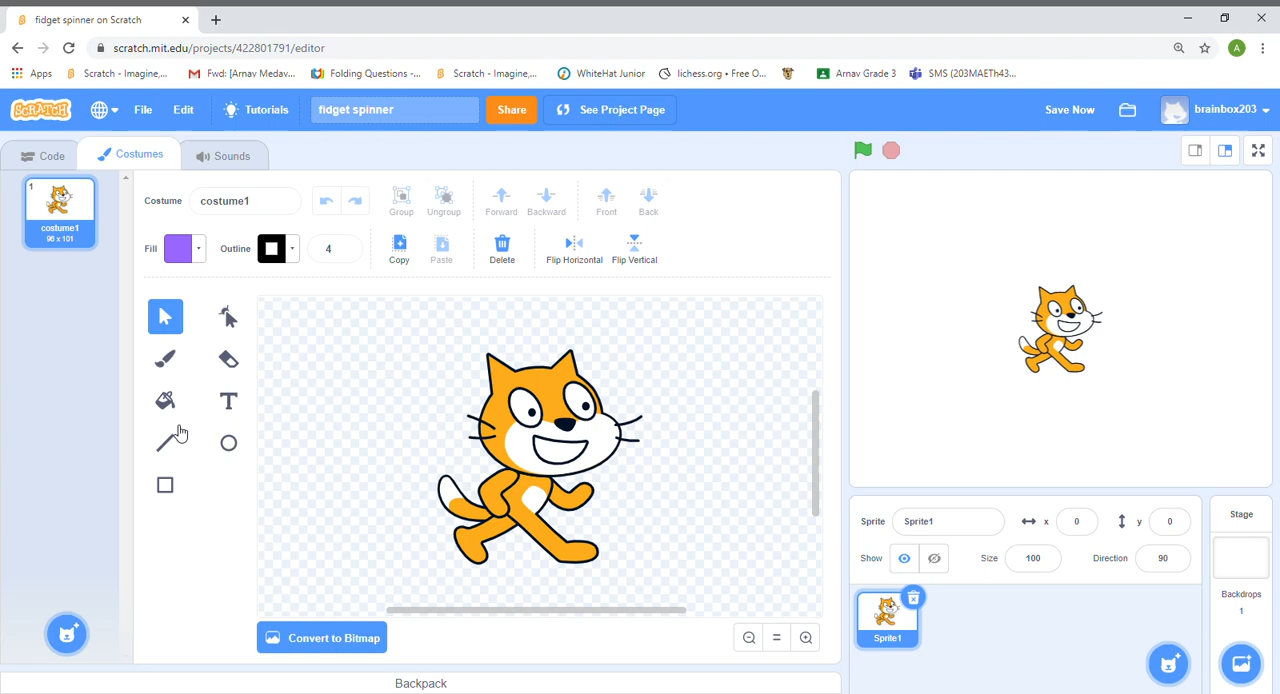 fidget spinner on Scratch
scratch.mit.edu/projects/422801791/editor
A
Apps
Scratch - Imagine,...
Fwd: [Arnav Medav...
Folding Questions -...
Scratch - Imagine,...
WhiteHat Junior
lichess.org • Free O...
Arnav Grade 3
SMS (203MAETh43...
SCRATCH
File
Edit
Tutorials
fidget spinner
Share
See Project Page
Save Now
brainbox203
Code
Costumes
Sounds
1
costume1
96 x 101
Costume
costume1
Group
Ungroup
Forward
Backward
Front
Back
Fill
Outline
4
Copy
Paste
Delete
Flip Horizontal
Flip Vertical
T
Convert to Bitmap
Backpack
Sprite
Sprite1
x
0
y
0
Show
Size
100
Direction
90
Sprite1
Stage
Backdrops
1